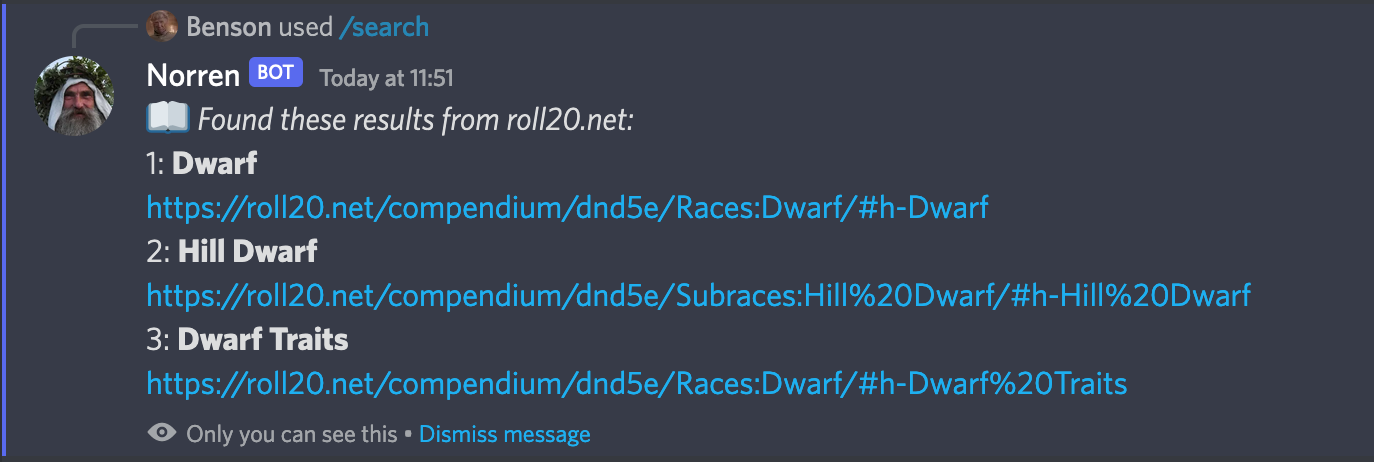 Benson used /search
Norren BOT Today at 11:51
Found these results from roll20.net:
1: Dwarf
https://roll20.net/compendium/dnd5e/Races:Dwarf/#h-Dwarf
2: Hill Dwarf
https://roll20.net/compendium/dnd5e/Subraces:Hill%20Dwarf/#h-Hill%20Dwarf
3: Dwarf Traits
https://roll20.net/compendium/dnd5e/Races:Dwarf/#h-Dwarf%20Traits
Only you can see this • Dismiss message